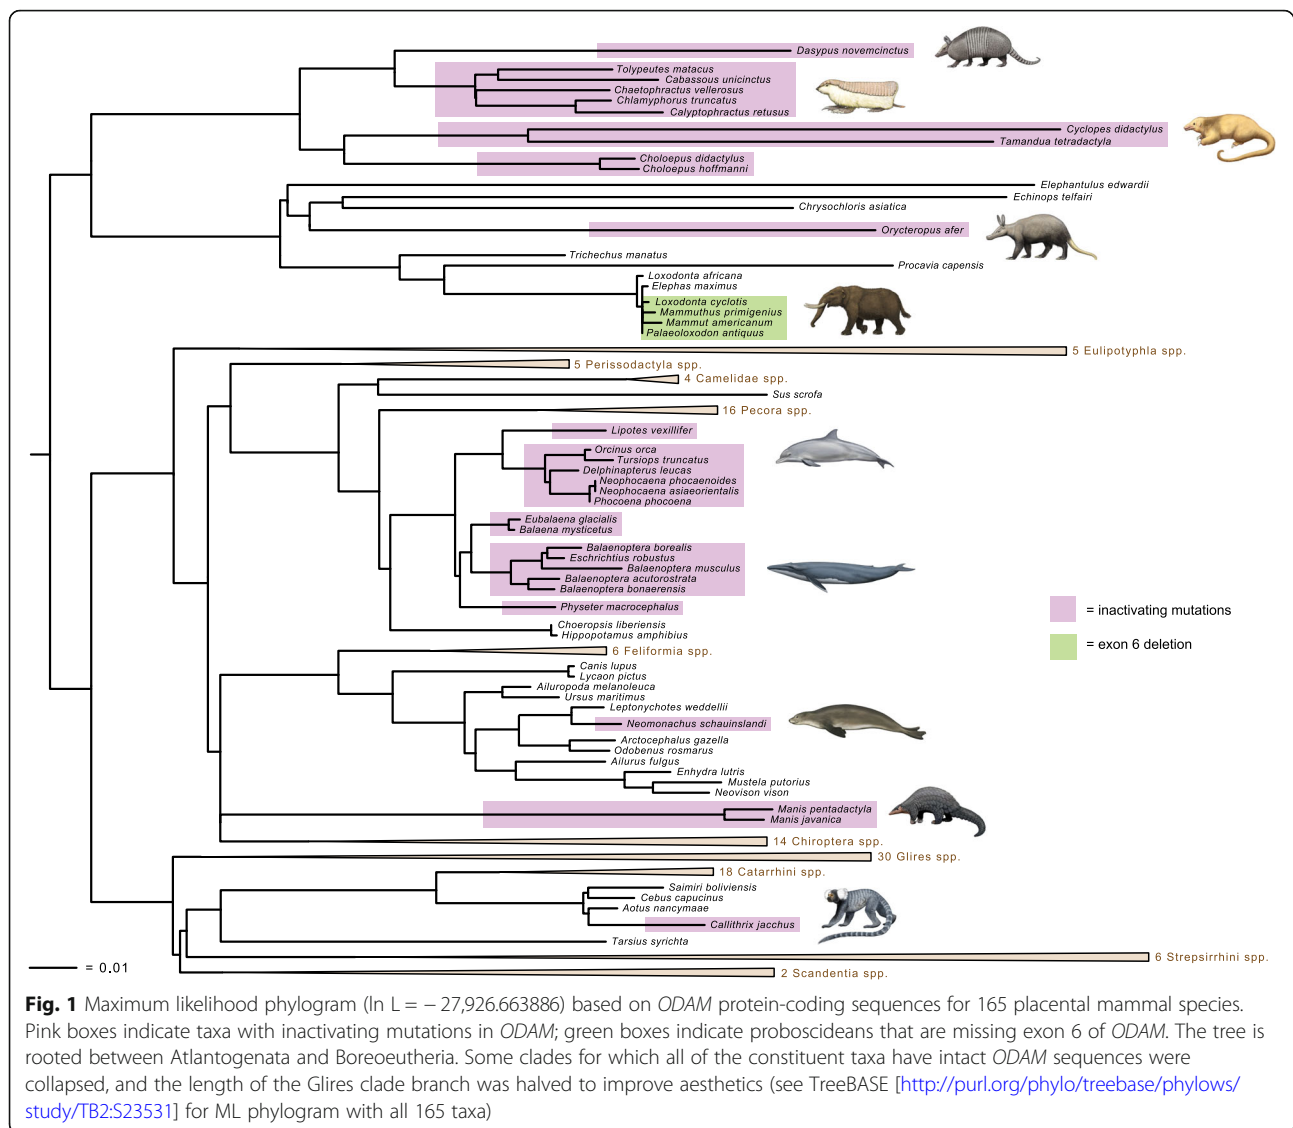 Dasypus novemcinctus
Tolypeutes matacus
Cabassous unicinctus
Chaetophractus vellerosus
Chlamyphorus truncatus
Calyptophractus retusus
Cyclopes didactylus
Tamandua tetradactyla
Choloepus didactylus
Choloepus hoffmanni
Elephantulus edwardii
Echinops telfairi
Chrysochloris asiatica
Orycteropus afer
Trichechus manatus
Procavia capensis
Loxodonta africana
Elephas maximus
Loxodonta cyclotis
Mammuthus primigenius
Mammut americanum
Palaeoloxodon antiquus
5 Eulipotyphla spp.
5 Perissodactyla spp.
4 Camelidae spp.
Sus scrofa
16 Pecora spp.
Lipotes vexillifer
Orcinus orca
Tursiops truncatus
Delphinapterus leucas
Neophocaena phocaenoides
Neophocaena asiaeorientalis
Phocoena phocoena
Eubalaena glacialis
Balaena mysticetus
Balaenoptera borealis
Eschrichtius robustus
Balaenoptera musculus
Balaenoptera acutorostrata
Balaenoptera bonaerensis
Physeter macrocephalus
= inactivating mutations
Choeropsis liberiensis
Hippopotamus amphibius
= exon 6 deletion
6 Feliformia spp.
Canis lupus
Lycaon pictus
Ailuropoda melanoleuca
Ursus maritimus
Leptonychotes weddellii
Neomonachus schauinslandi
Arctocephalus gazella
Odobenus rosmarus
Ailurus fulgus
Enhydra lutris
Mustela putorius
Neovison vison
Manis pentadactyla
Manis javanica
14 Chiroptera spp.
30 Glires spp.
18 Catarrhini spp.
Saimiri boliviensis
Cebus capucinus
Aotus nancymaae
Callithrix jacchus
Tarsius syrichta
6 Strepsirrhini spp.
= 0.01
2 Scandentia spp.
Fig. 1 Maximum likelihood phylogram (ln L = − 27,926.663886) based on ODAM protein-coding sequences for 165 placental mammal species.
Pink boxes indicate taxa with inactivating mutations in ODAM; green boxes indicate proboscideans that are missing exon 6 of ODAM. The tree is
rooted between Atlantogenata and Boreoeutheria. Some clades for which all of the constituent taxa have intact ODAM sequences were
collapsed, and the length of the Glires clade branch was halved to improve aesthetics (see TreeBASE [http://purl.org/phylo/treebase/phylows/
study/TB2:S23531] for ML phylogram with all 165 taxa)